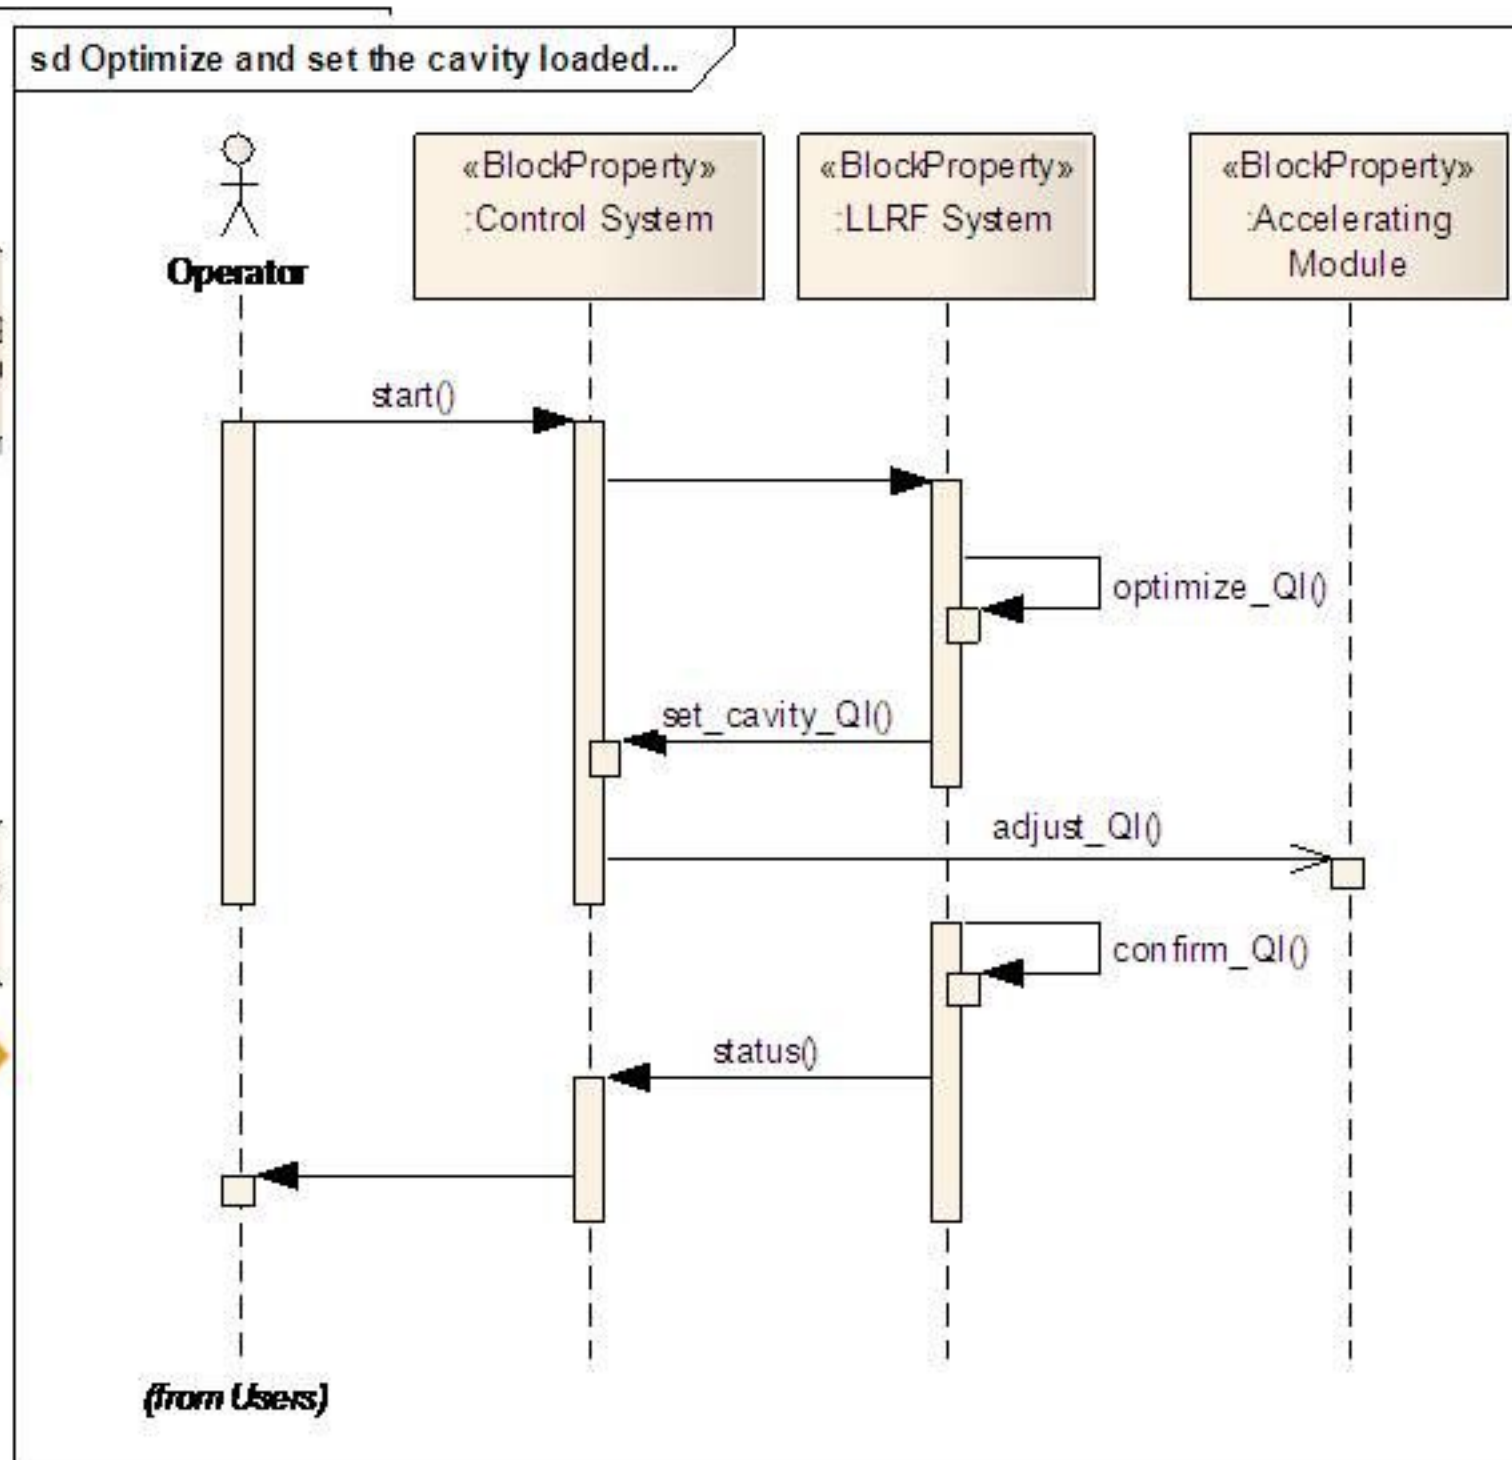 sd Optimize and set the cavity loaded...
«BlockProperty»
:Control System
«BlockProperty»
:LLRF System
«BlockProperty»
:Accelerating
Module
Operator
start()
optimize_Ql()
set_cavity_Ql()
adjust_Ql()
confirm_Ql()
status()
(from Users)